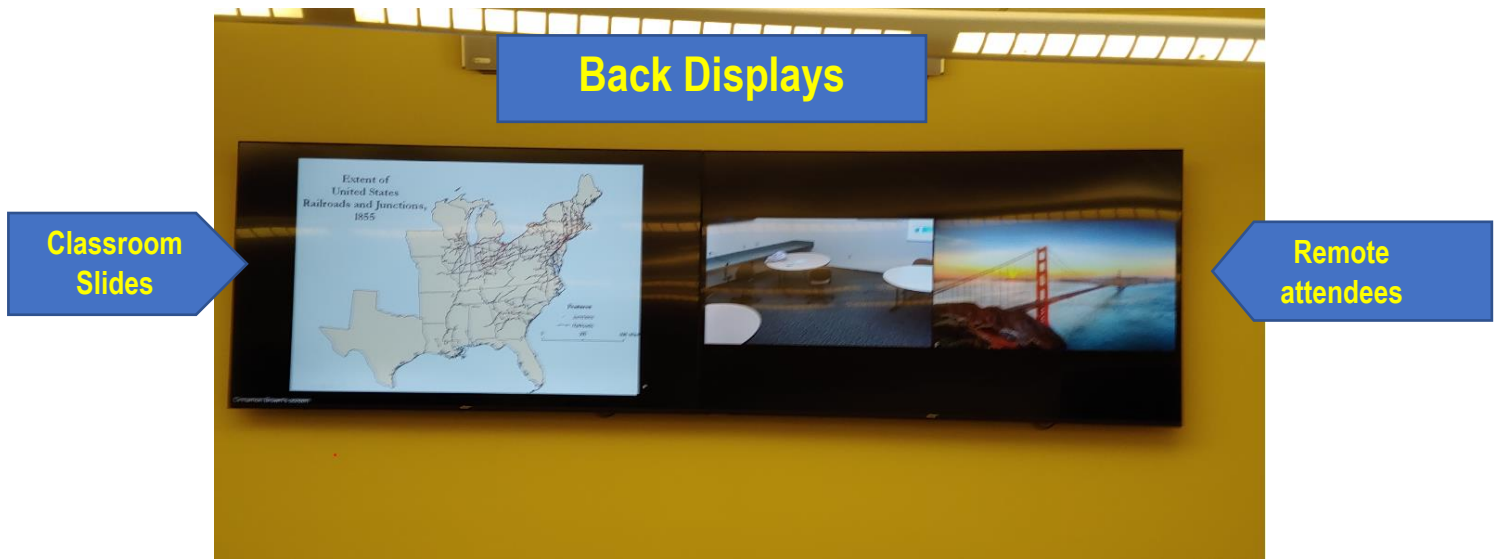 Back Displays
Classroom
Slides
Extent of
United States
Railroads and Junctions,
1855
Remote
attendees